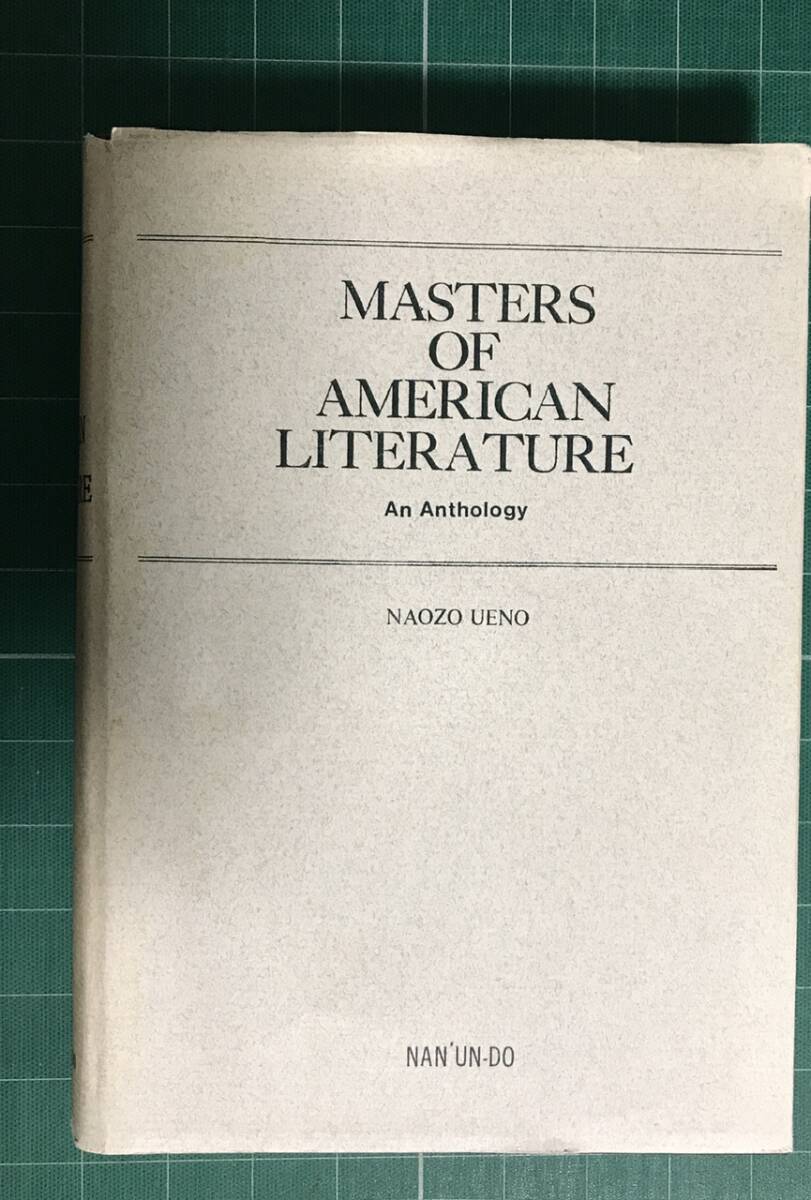 MASTERS
OF
AMERICAN
LITERATURE
An Anthology
NAOZO UENO
NAN'UN-DO